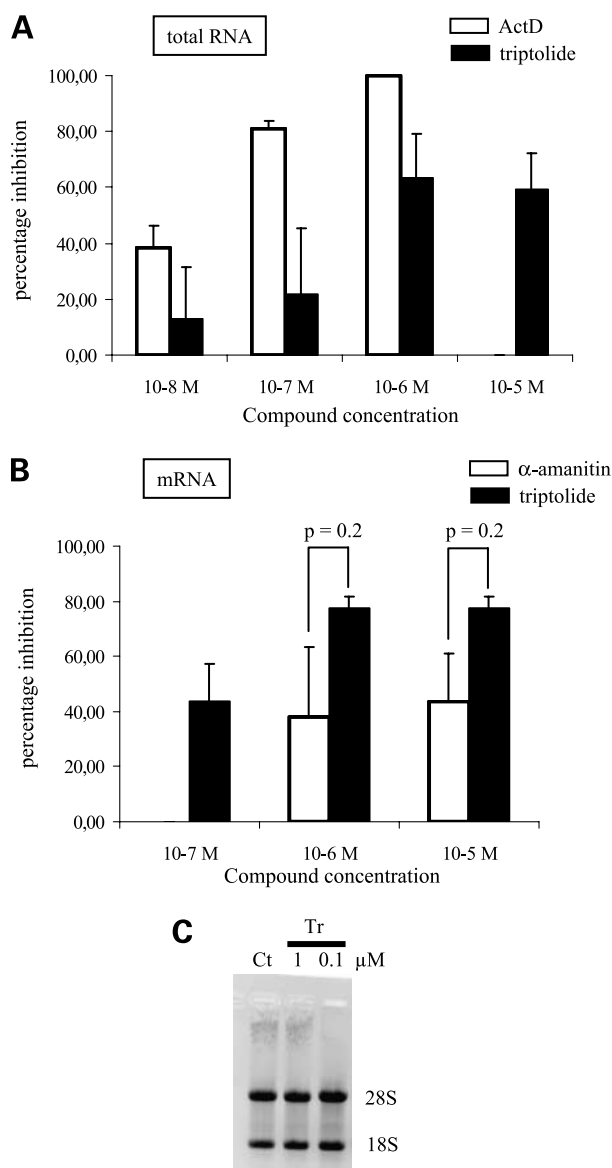 A
total RNA
ActD
triptolide
percentage inhibition
100,00
80,00
60,00
40,00
20,00
0,00
10-8 M 10-7 M 10-6 M 10-5 M
Compound concentration
B
mRNA
α-amanitin
triptolide
p = 0.2 p = 0.2
percentage inhibition
100,00
80,00
60,00
40,00
20,00
0,00
10-7 M 10-6 M 10-5 M
Compound concentration
C
Tr
Ct 1 0.1 µM
28S
18S